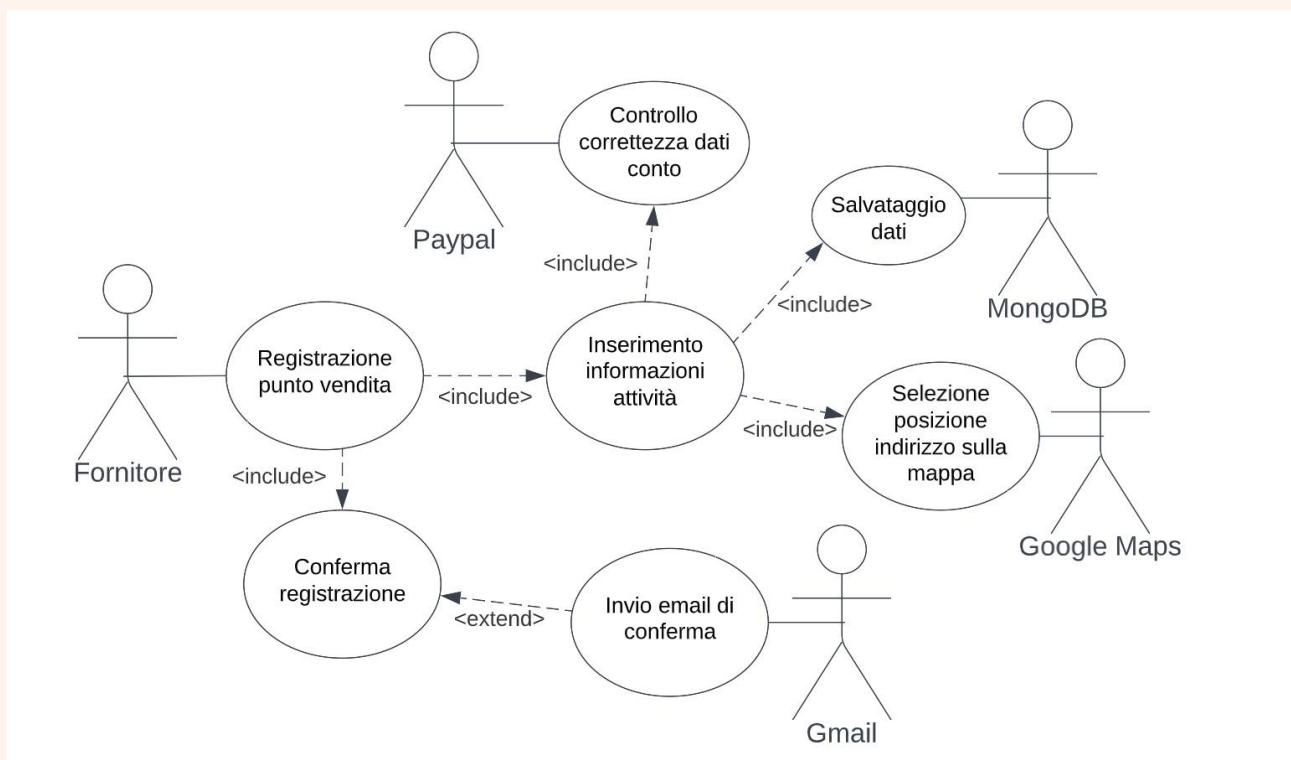 Controllo
correttezza dati
conto
Paypal
Salvataggio
dati
MongoDB
<include>
<include>
Fornitore
Registrazione
punto vendita
<include>
Inserimento
informazioni
attività
<include>
Selezione
posizione
indirizzo sulla
mappa
Google Maps
<include>
Conferma
registrazione
<extend>
Invio email di
conferma
Gmail